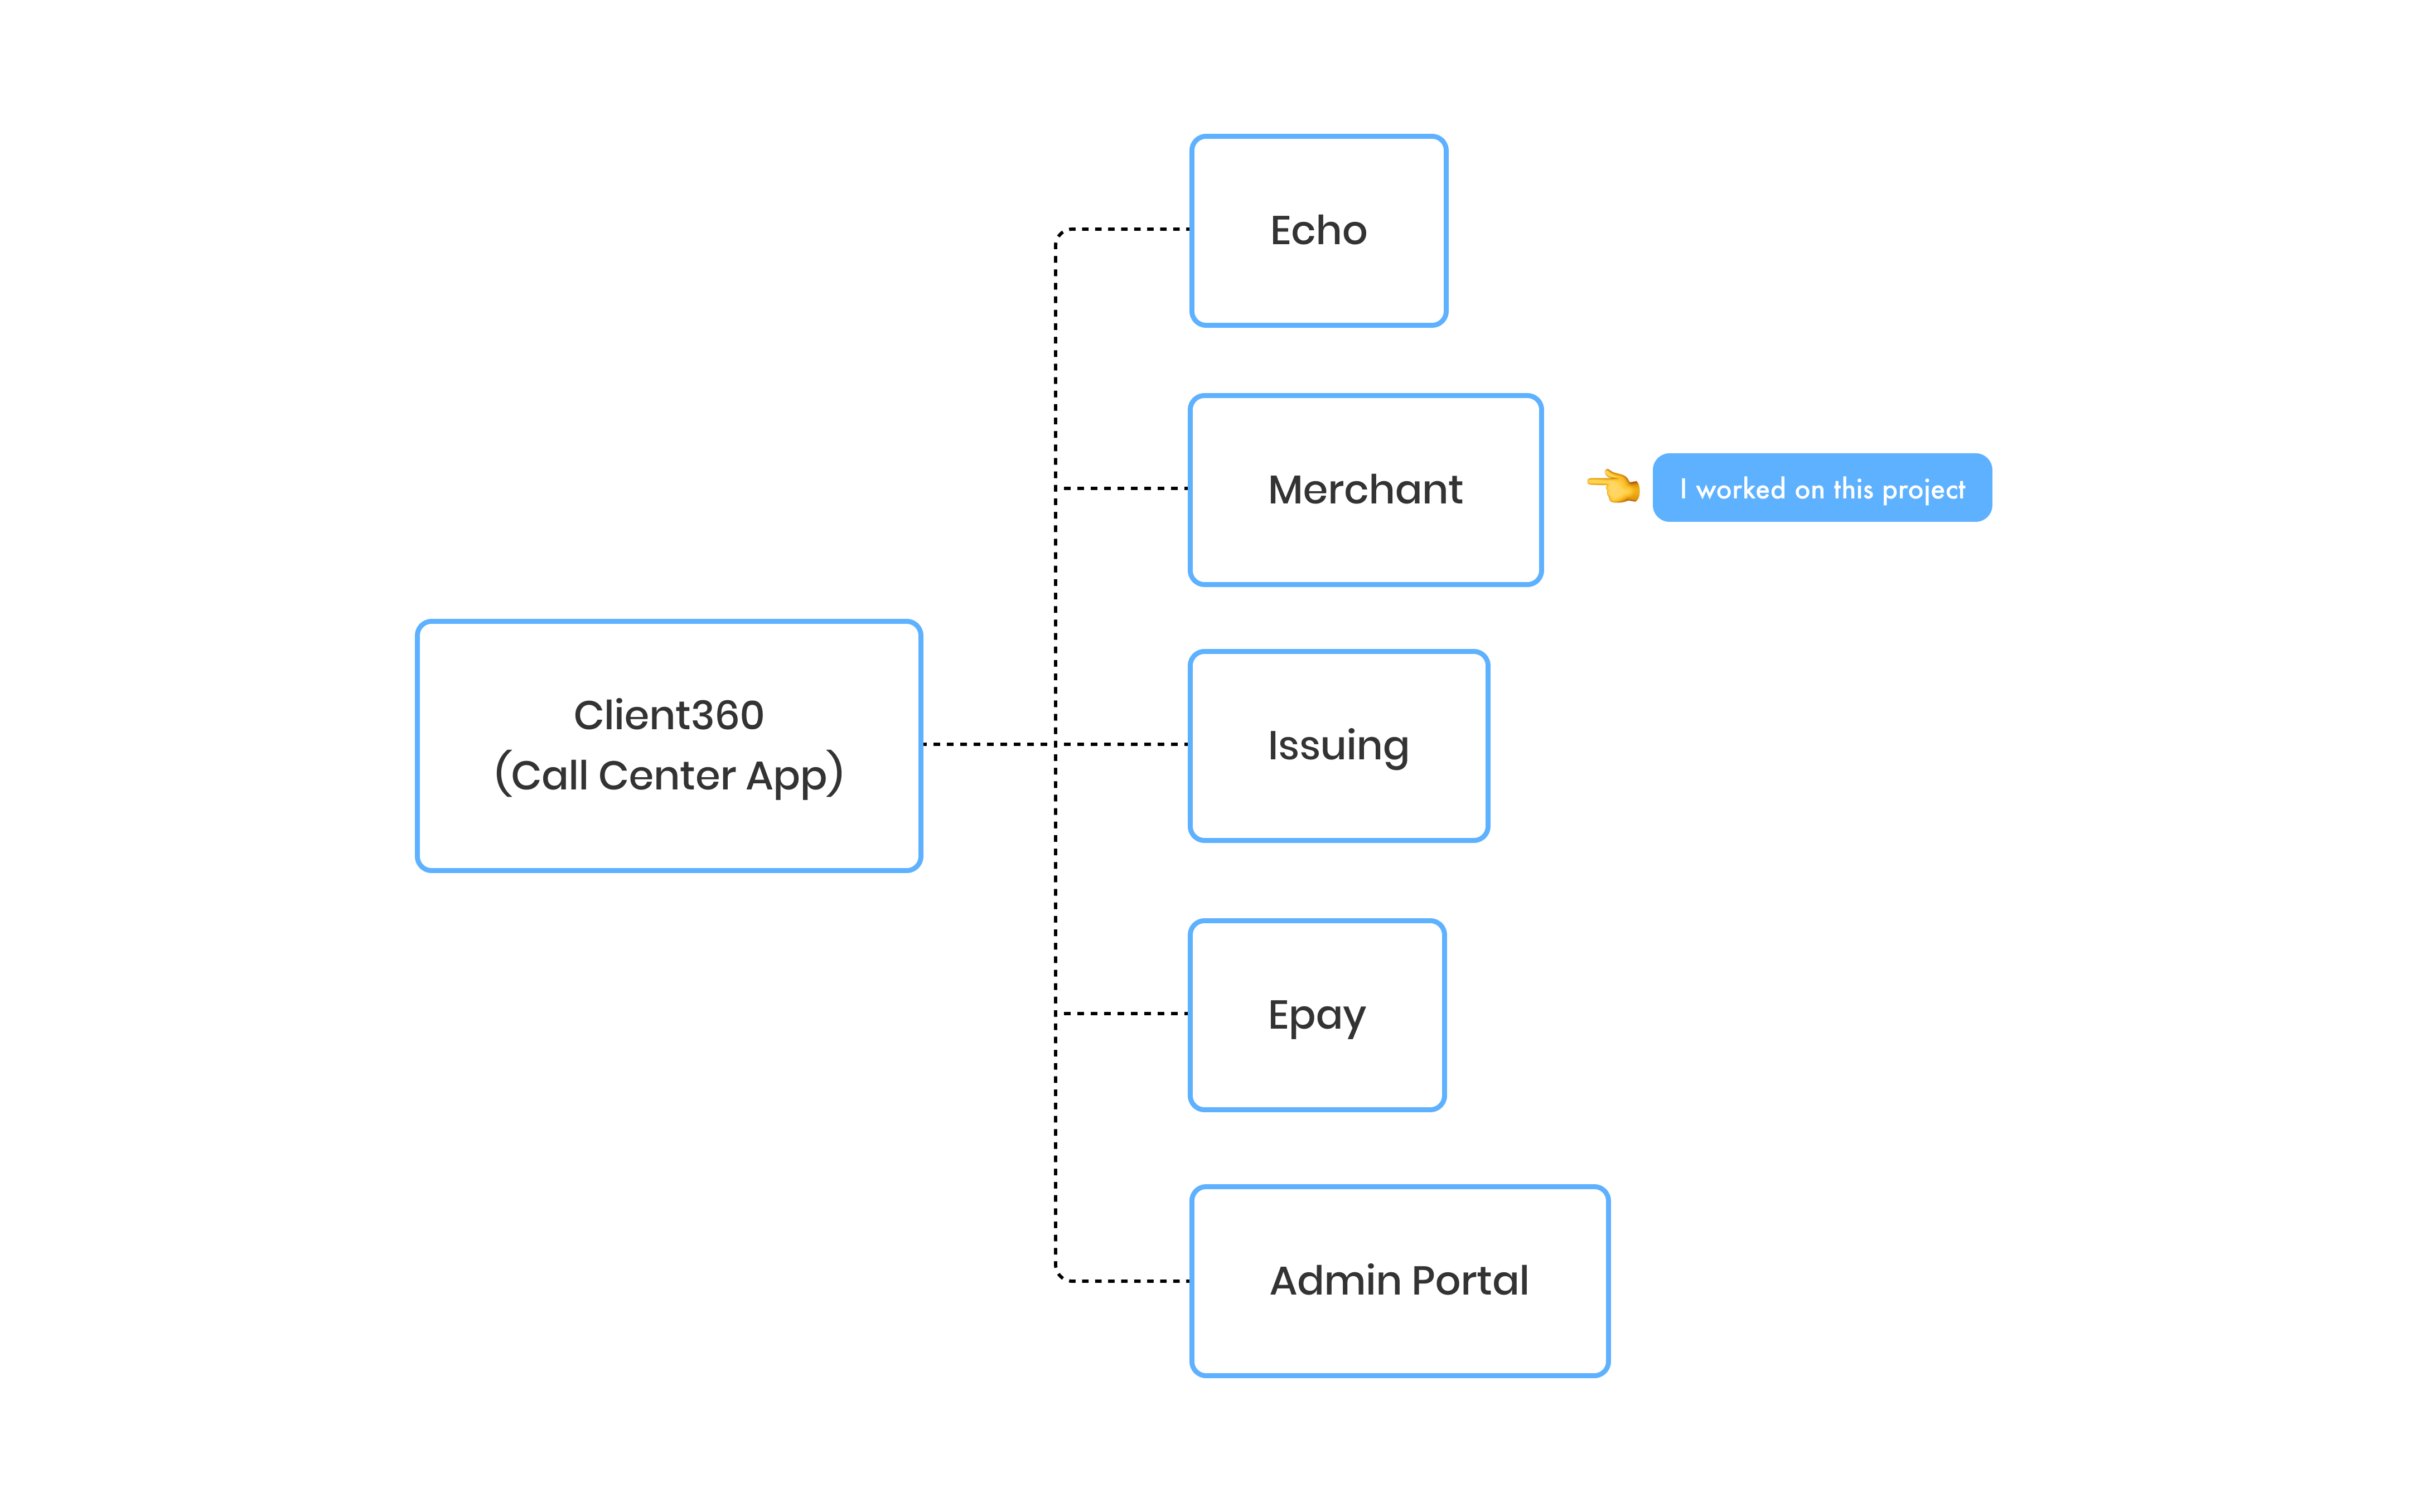 Echo
Merchant
I worked on this project
Client360
(Call Center App)
Issuing
Epay
Admin Portal